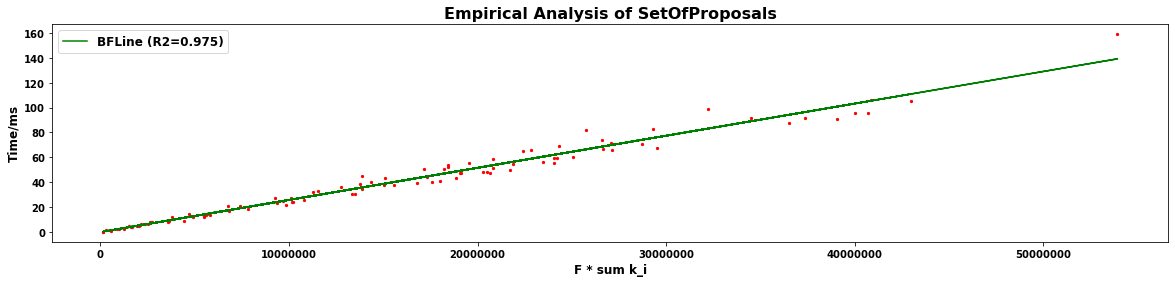 Empirical Analysis of SetOfProposals
BFLine (R2=0.975)
Time/ms
160
140
120
100
80
60
40
20
0
0 10000000 20000000 30000000 40000000 50000000
F * sum k_i